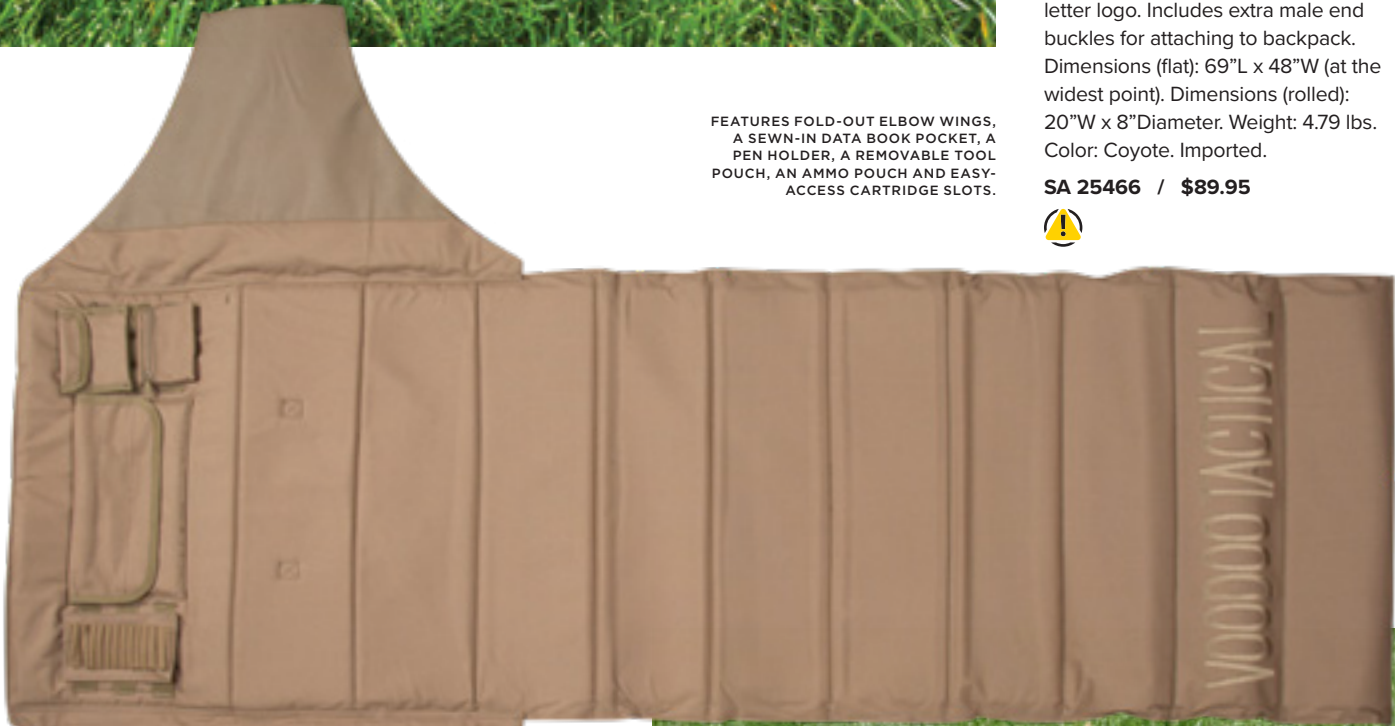 letter logo. Includes extra male end
buckles for attaching to backpack.
Dimensions (flat): 69”L x 48”W (at the
widest point). Dimensions (rolled):
20”W x 8”Diameter. Weight: 4.79 lbs.
Color: Coyote. Imported.
SA 25466 / $89.95
FEATURES FOLD-OUT ELBOW WINGS,
A SEWN-IN DATA BOOK POCKET, A
PEN HOLDER, A REMOVABLE TOOL
POUCH, AN AMMO POUCH AND EASY-
ACCESS CARTRIDGE SLOTS.
VOODOO TACTICAL